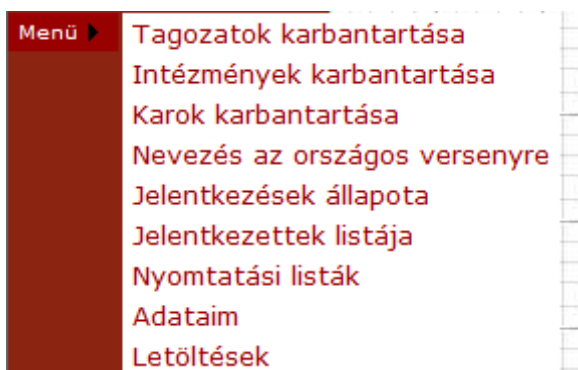 Menü
Tagozatok karbantartása
Intézmények karbantartása
Karok karbantartása
Nevezés az országos versenyre
Jelentkezések állapota
Jelentkezettek listája
Nyomtatási listák
Adataim
Letöltések